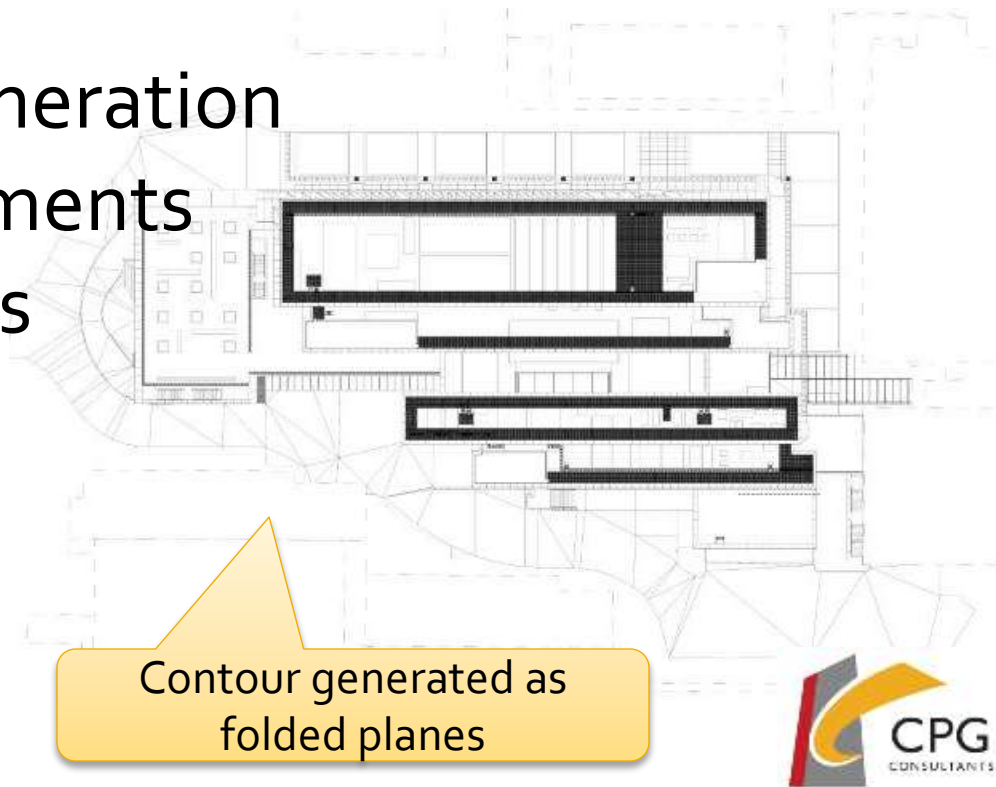 neration
ments
s
Contour generated as
folded planes
CPG
CONSULTANTS